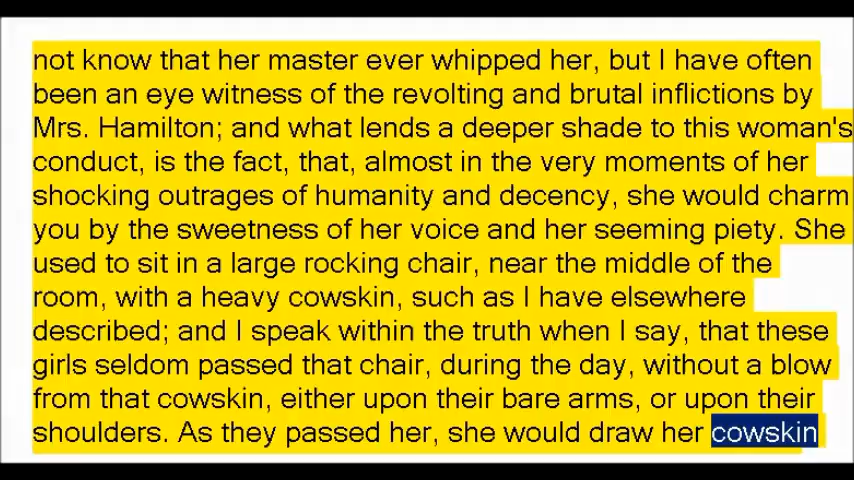 not know that her master ever whipped her, but I have often
been an eye witness of the revolting and brutal inflictions by
Mrs. Hamilton; and what lends a deeper shade to this woman's
conduct, is the fact, that, almost in the very moments of her
shocking outrages of humanity and decency, she would charm
you by the sweetness of her voice and her seeming piety. She
used to sit in a large rocking chair, near the middle of the
room, with a heavy cowskin, such as I have elsewhere
described; and I speak within the truth when I say, that these
girls seldom passed that chair, during the day, without a blow
from that cowskin, either upon their bare arms, or upon their
shoulders. As they passed her, she would draw her cowskin